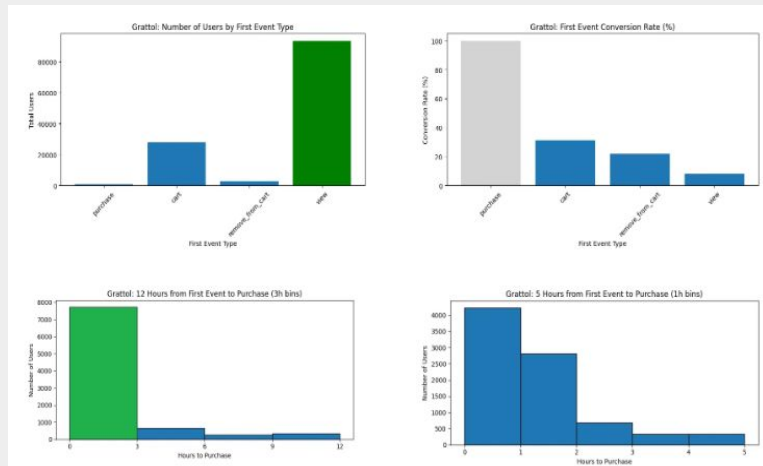 Grattol: Number of Users by First Event Type
Total Users
80000
60000
40000
20000
0
purchase
cart
remove_from_cart
view
First Event Type
Grattol: First Event Conversion Rate (%)
Conversion Rate (%)
100
80
60
40
20
0
purchase
cart
remove_from_cart
view
First Event Type
Grattol: 12 Hours from First Event to Purchase (3h bins)
Number of Users
8000
7000
6000
5000
4000
3000
2000
1000
0
0 3 6 9 12
Hours to Purchase
Grattol: 5 Hours from First Event to Purchase (1h bins)
Number of Users
4000
3500
3000
2500
2000
1500
1000
500
0
0 1 2 3 4 5
Hours to Purchase